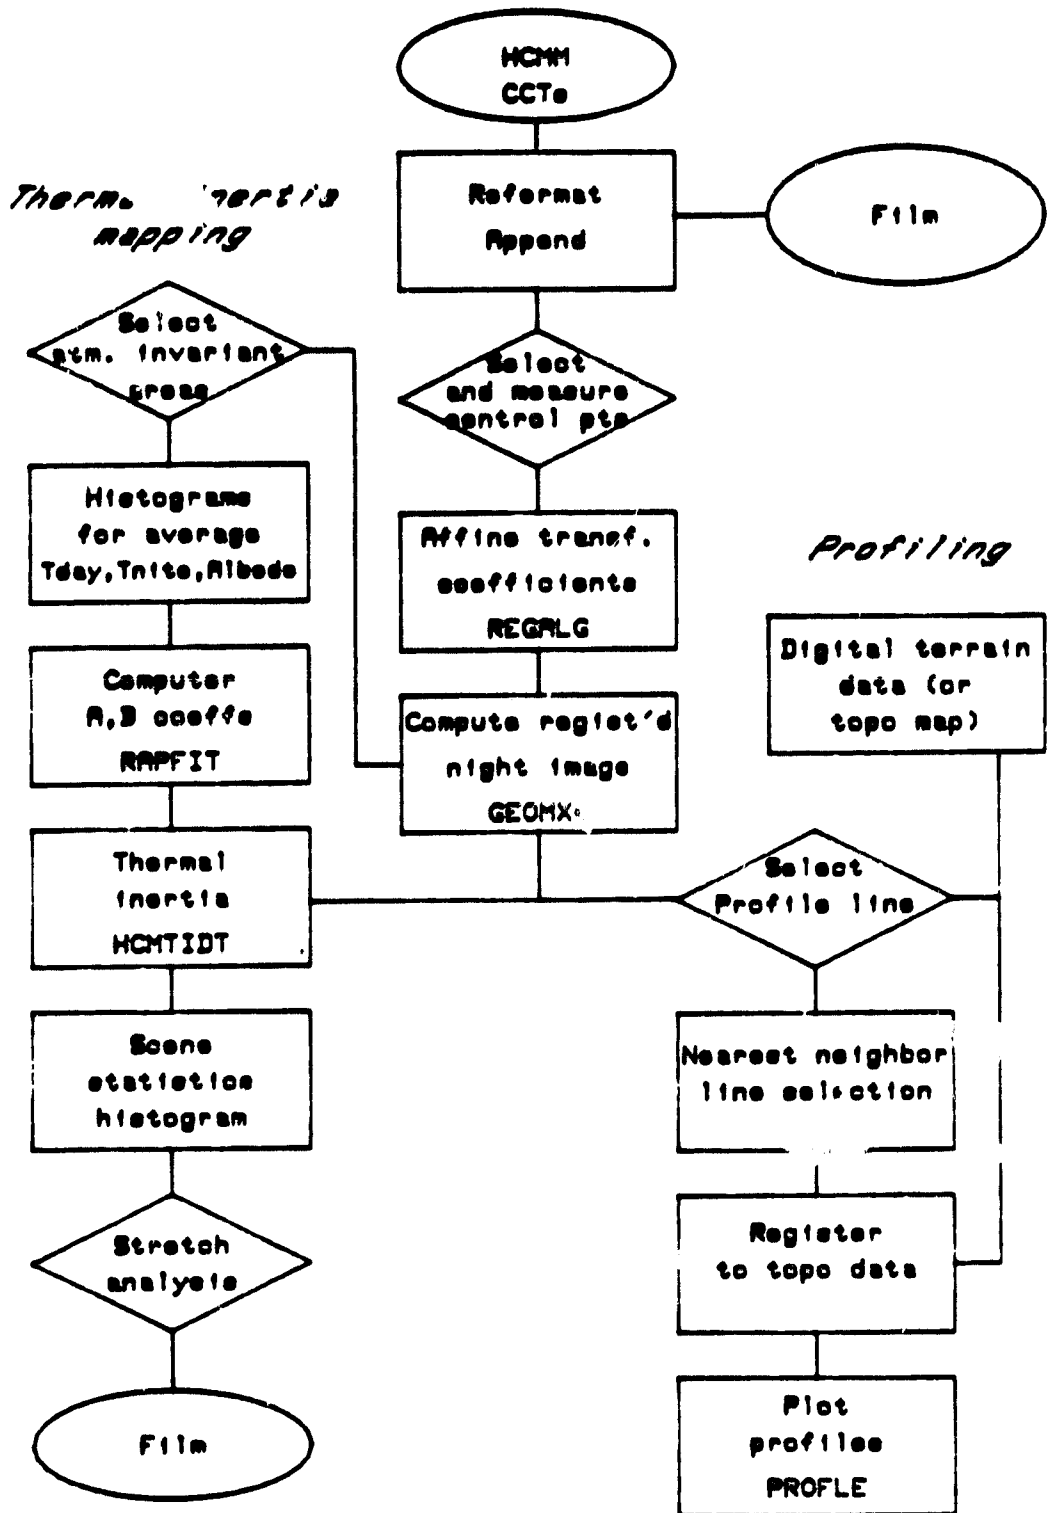 HCMM
CCTs
Reformat
Append
Film
mapping
Select
atm. invariant
areas
Select
and measure
control pts
Histograms
for average
Tday,Tnite,Albedo
Affine transf.
coefficients
REGALG
Profiling
Digital terrain
data (or
topo map)
Computer
A,B coeffs
RAPFIT
Compute regist'd
night image
GEOMX
Thermal
inertia
HCMTIDT
Select
Profile line
Scene
statistics
histogram
Nearest neighbor
line selection
Stretch
analysis
Register
to topo data
Film
Plot
profiles
PROFLE